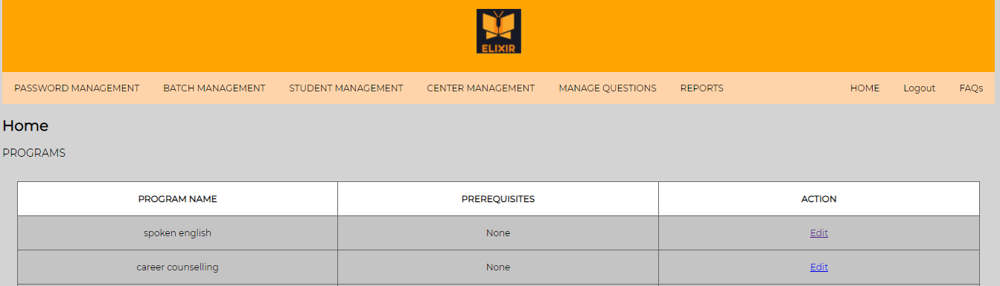 ELIXIR
PASSWORD MANAGEMENT BATCH MANAGEMENT STUDENT MANAGEMENT CENTER MANAGEMENT MANAGE QUESTIONS REPORTS HOME Logout FAQs
Home
PROGRAMS
PROGRAM NAME PREREQUISITES ACTION
spoken english None Edit
career counselling None Edit